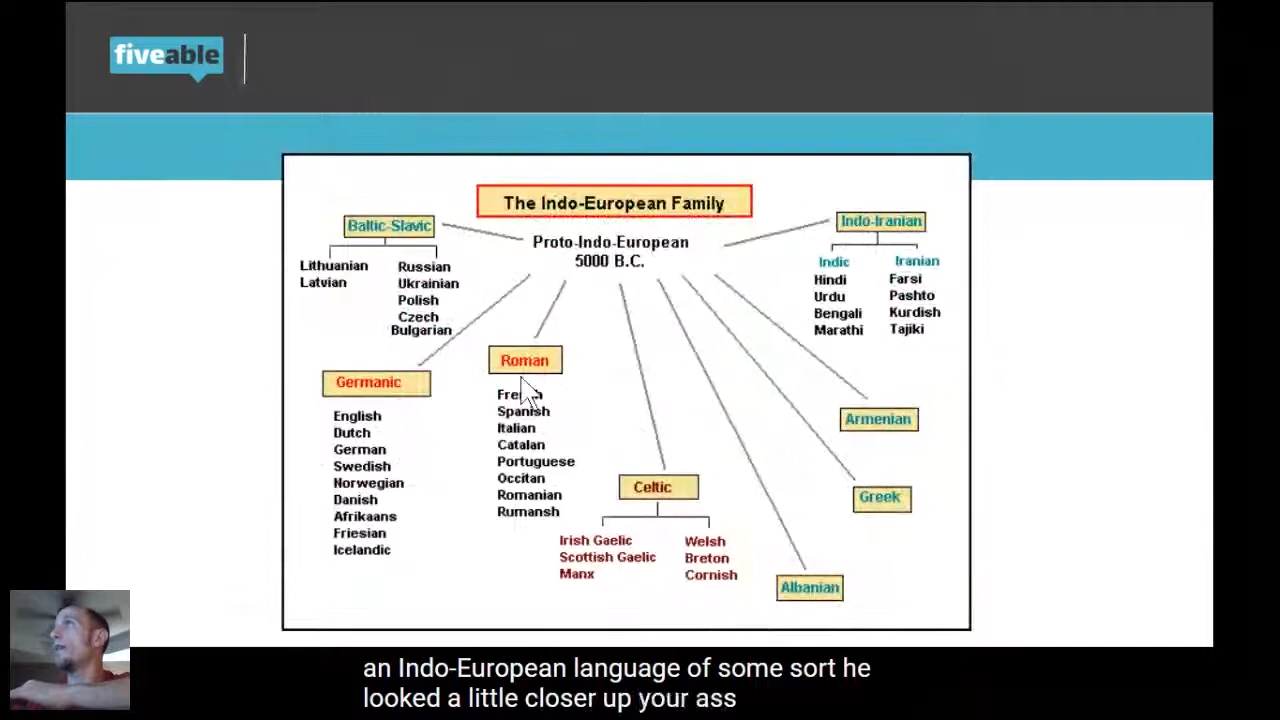 fiveable
The Indo-European Family
Proto-Indo-European
5000 B.C.
Baltic-Slavic
Lithuanian
Latvian
Russian
Ukrainian
Polish
Czech
Bulgarian
Indo-Iranian
Indic
Hindi
Urdu
Bengali
Marathi
Iranian
Farsi
Pashto
Kurdish
Tajiki
Germanic
English
Dutch
German
Swedish
Norwegian
Danish
Afrikaans
Friesian
Icelandic
Roman
French
Spanish
Italian
Catalan
Portuguese
Occitan
Romanian
Rumansh
Celtic
Irish Gaelic
Scottish Gaelic
Manx
Welsh
Breton
Cornish
Armenian
Greek
Albanian
an Indo-European language of some sort he
looked a little closer up your ass